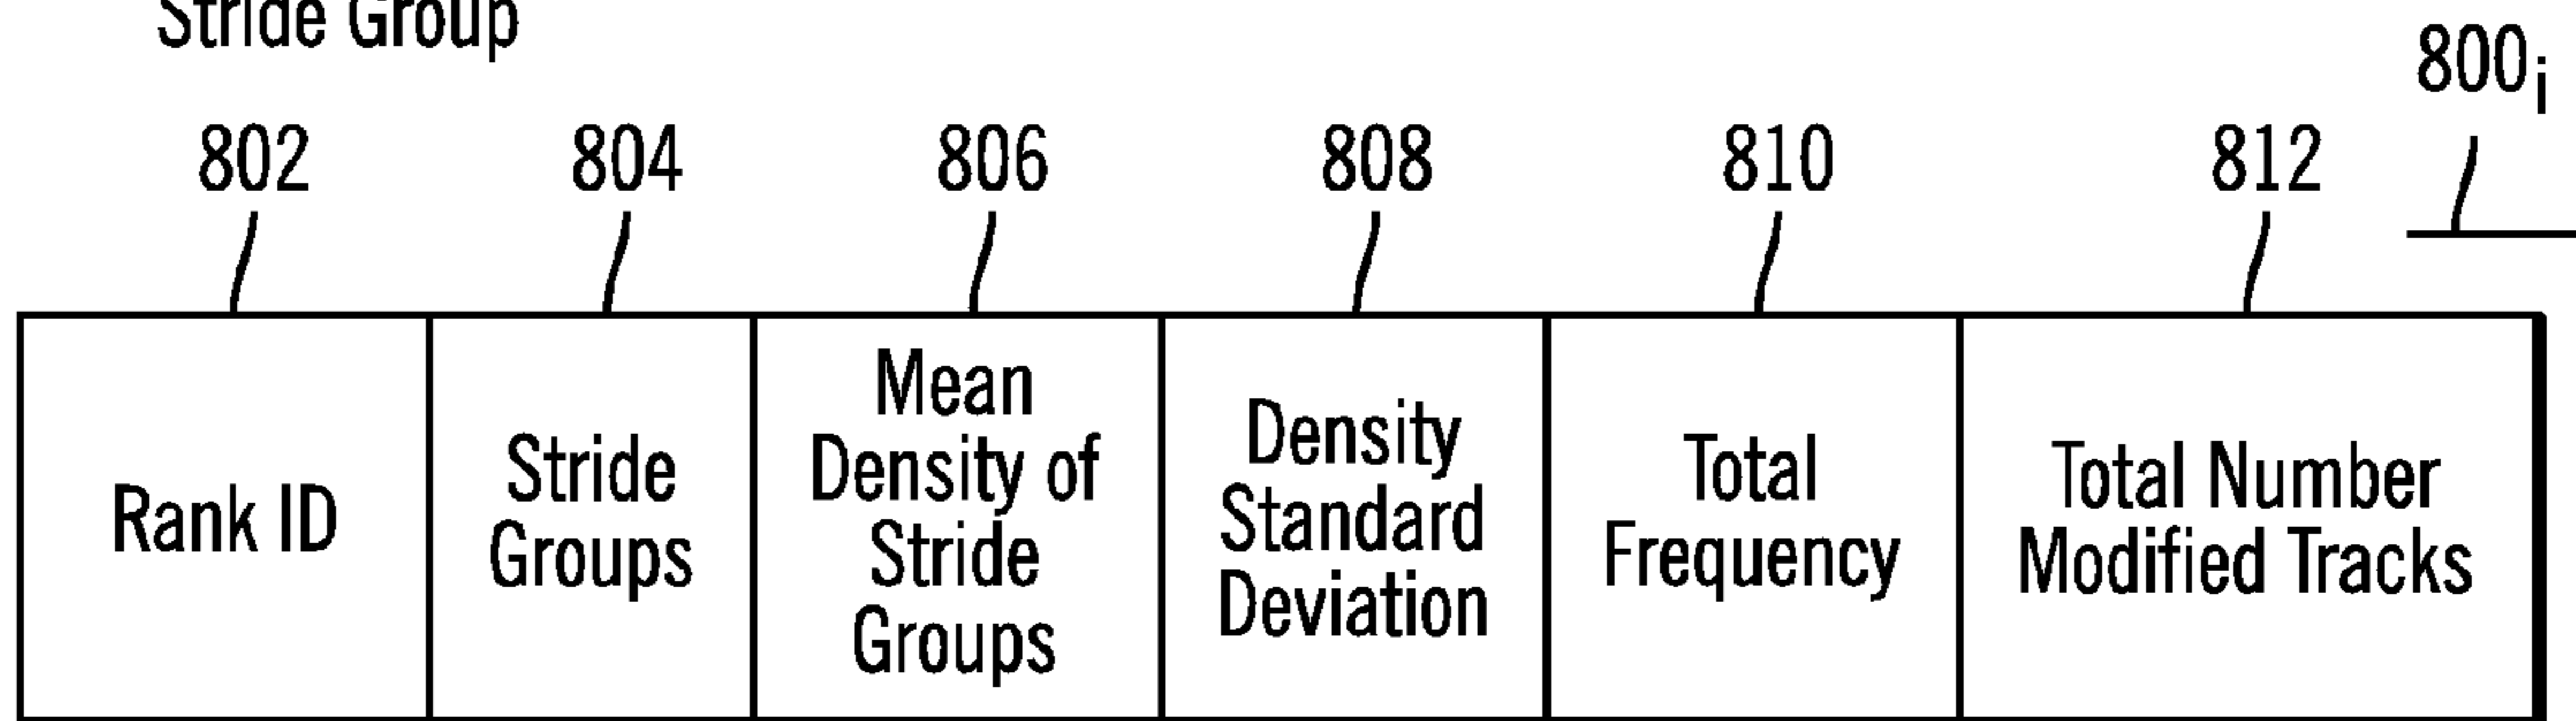 Stride Group
800i
802 804 806 808 810 812
Rank ID
Stride
Groups
Mean
Density of
Stride
Groups
Density
Standard
Deviation
Total
Frequency
Total Number
Modified Tracks